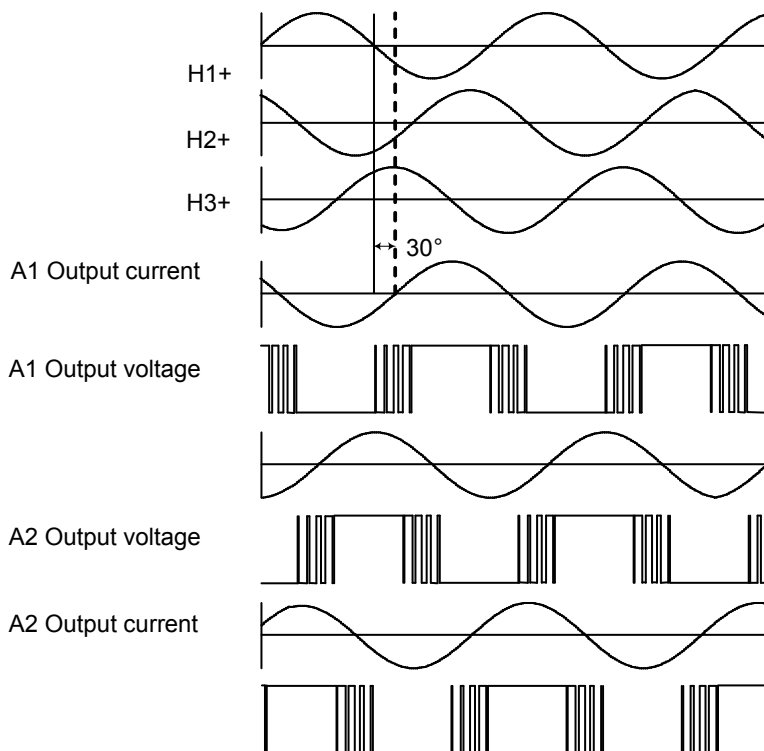 H1+
H2+
H3+
30°
A1 Output current
A1 Output voltage
A2 Output voltage
A2 Output current